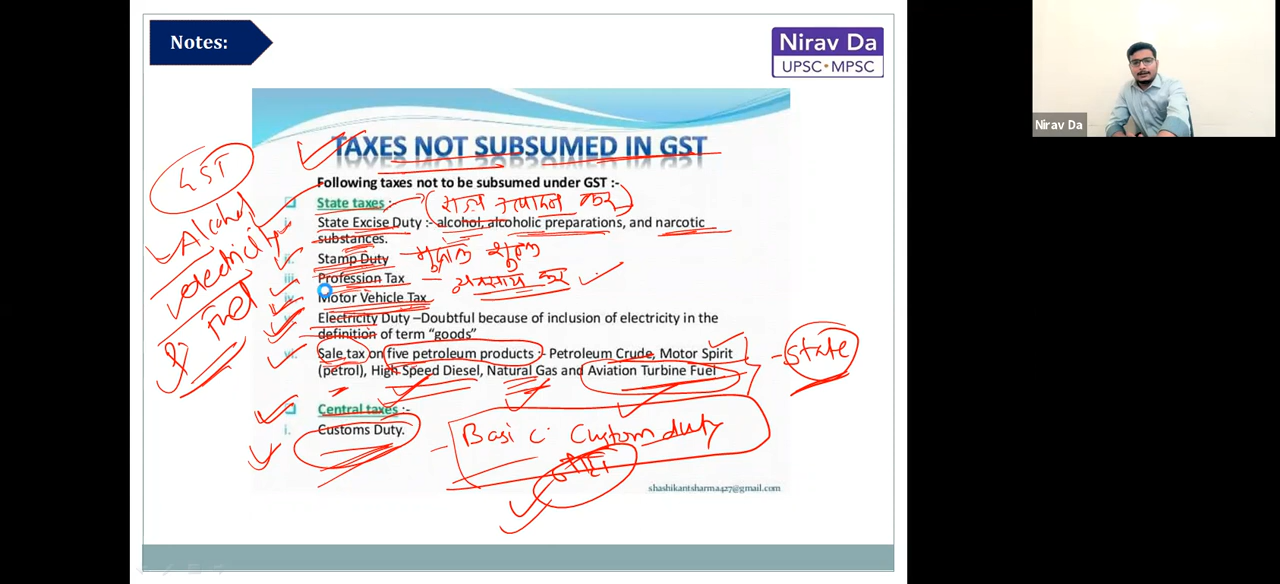 Notes:
Nirav Da
UPSC • MPSC
Nirav Da
TAXES NOT SUBSUMED IN GST
GST
Following taxes not to be subsumed under GST :-
State taxes :-
(राज्य उत्पादन कर)
Alcohol
i. State Excise Duty :- alcohol, alcoholic preparations, and narcotic
substances.
electricity
ii. Stamp Duty – मुद्रांक शुल्क
iii. Profession Tax – व्यवसाय कर
iv. Motor Vehicle Tax
& Fuel
v. Electricity Duty –Doubtful because of inclusion of electricity in the
definition of term “goods”
vi. Sale tax on five petroleum products :- Petroleum Crude, Motor Spirit
(petrol), High Speed Diesel, Natural Gas and Aviation Turbine Fuel
- State
Central taxes :-
i. Customs Duty.
- Basic Custom duty
shashikantsharma427@gmail.com